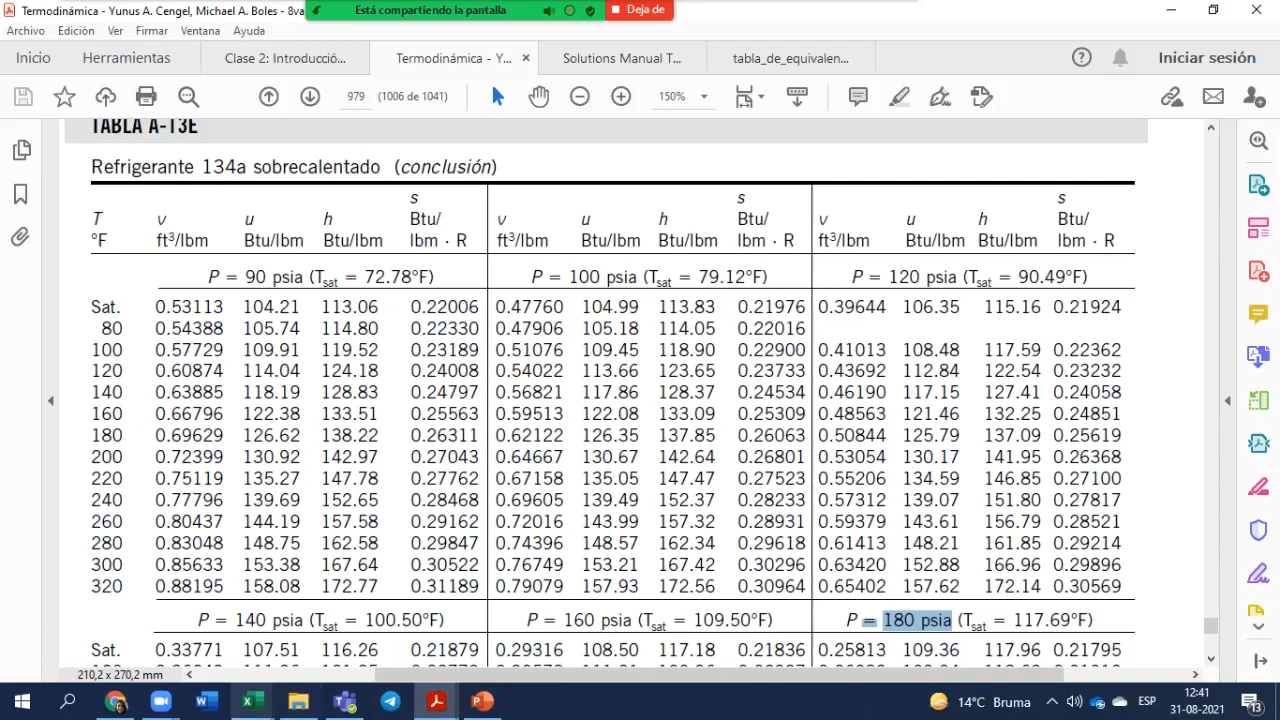 Termodinámica - Yunus A. Cengel, Michael A. Boles - 8va
Está compartiendo la pantalla
Deja de
Archivo Edición Ver Firmar Ventana Ayuda
Inicio Herramientas Clase 2: Introducció... Termodinámica - Y... × Solutions Manual T... tabla_de_equivalen... Iniciar sesión
979 (1006 de 1041) 150%
TABLA A-13E
Refrigerante 134a sobrecalentado (conclusión)
s s s
T v u h Btu/ v u h Btu/ v u h Btu/
°F ft³/lbm Btu/lbm Btu/lbm lbm · R ft³/lbm Btu/lbm Btu/lbm lbm · R ft³/lbm Btu/lbm Btu/lbm lbm · R
P = 90 psia (Tsat = 72.78°F) P = 100 psia (Tsat = 79.12°F) P = 120 psia (Tsat = 90.49°F)
Sat. 0.53113 104.21 113.06 0.22006 0.47760 104.99 113.83 0.21976 0.39644 106.35 115.16 0.21924
80 0.54388 105.74 114.80 0.22330 0.47906 105.18 114.05 0.22016
100 0.57729 109.91 119.52 0.23189 0.51076 109.45 118.90 0.22900 0.41013 108.48 117.59 0.22362
120 0.60874 114.04 124.18 0.24008 0.54022 113.66 123.65 0.23733 0.43692 112.84 122.54 0.23232
140 0.63885 118.19 128.83 0.24797 0.56821 117.86 128.37 0.24534 0.46190 117.15 127.41 0.24058
160 0.66796 122.38 133.51 0.25563 0.59513 122.08 133.09 0.25309 0.48563 121.46 132.25 0.24851
180 0.69629 126.62 138.22 0.26311 0.62122 126.35 137.85 0.26063 0.50844 125.79 137.09 0.25619
200 0.72399 130.92 142.97 0.27043 0.64667 130.67 142.64 0.26801 0.53054 130.17 141.95 0.26368
220 0.75119 135.27 147.78 0.27762 0.67158 135.05 147.47 0.27523 0.55206 134.59 146.85 0.27100
240 0.77796 139.69 152.65 0.28468 0.69605 139.49 152.37 0.28233 0.57312 139.07 151.80 0.27817
260 0.80437 144.19 157.58 0.29162 0.72016 143.99 157.32 0.28931 0.59379 143.61 156.79 0.28521
280 0.83048 148.75 162.58 0.29847 0.74396 148.57 162.34 0.29618 0.61413 148.21 161.85 0.29214
300 0.85633 153.38 167.64 0.30522 0.76749 153.21 167.42 0.30296 0.63420 152.88 166.96 0.29896
320 0.88195 158.08 172.77 0.31189 0.79079 157.93 172.56 0.30964 0.65402 157.62 172.14 0.30569
P = 140 psia (Tsat = 100.50°F) P = 160 psia (Tsat = 109.50°F) P = 180 psia (Tsat = 117.69°F)
Sat. 0.33771 107.51 116.26 0.21879 0.29316 108.50 117.18 0.21836 0.25813 109.36 117.96 0.21795
210,2 x 270,2 mm
14°C Bruma ESP 12:41
31-08-2021 13